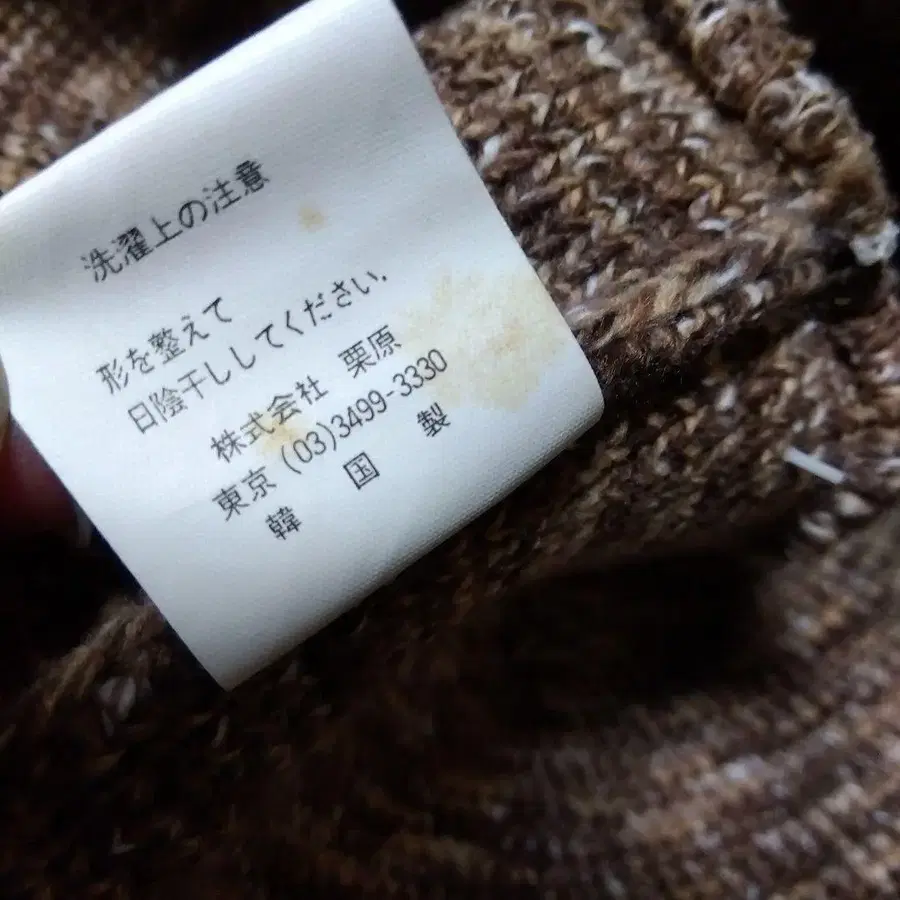 洗濯上の注意
形を整えて
日陰干ししてください.
株式会社 栗原
東京 (03)3499-3330
韓 国 製